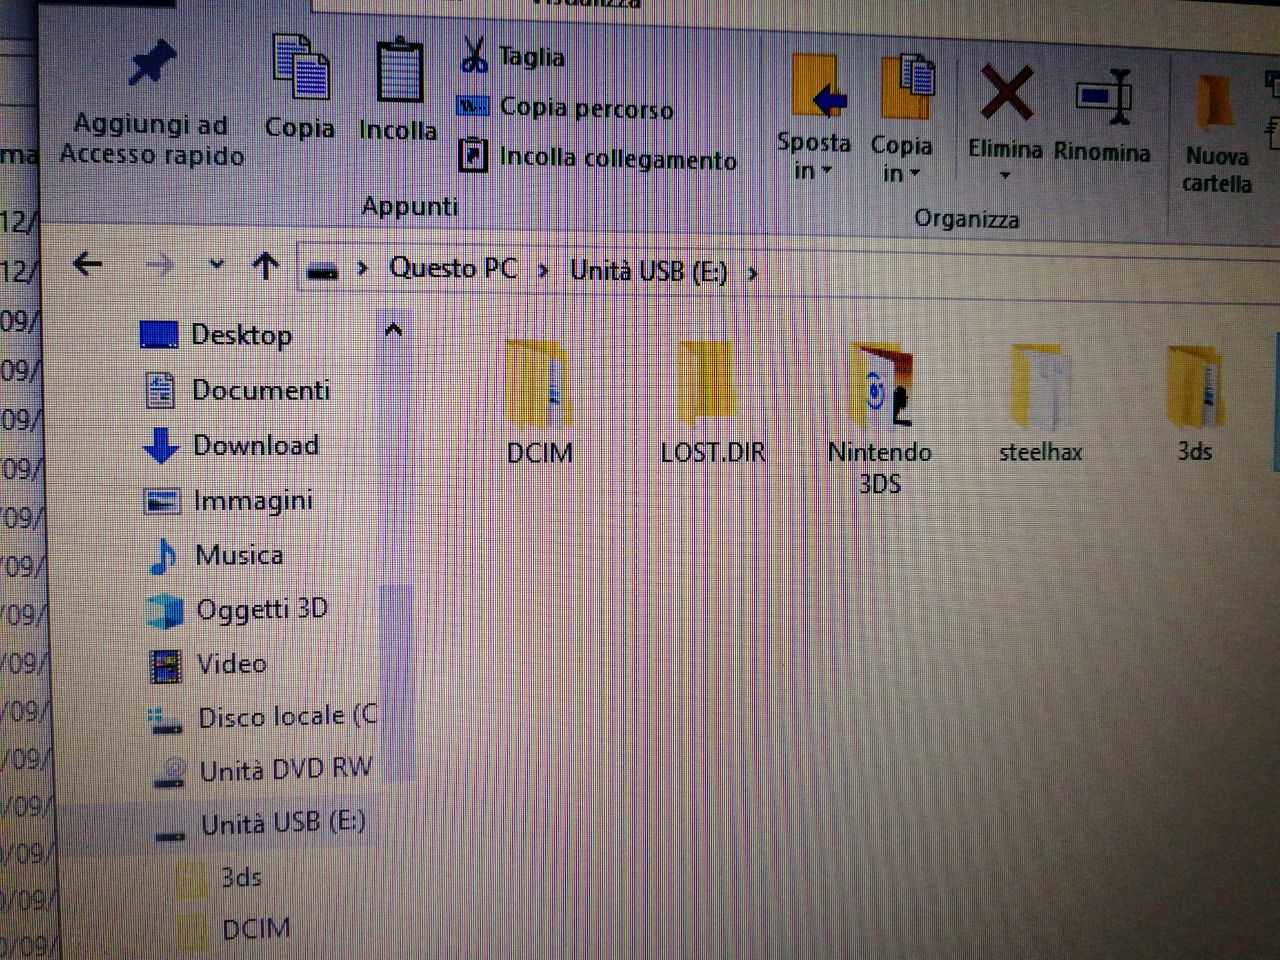 Aggiungi ad
Accesso rapido
Copia
Incolla
Taglia
Copia percorso
Incolla collegamento
Appunti
Sposta
in
Copia
in
Elimina
Rinomina
Organizza
Nuova
cartella
Questo PC > Unità USB (E:) >
Desktop
Documenti
Download
Immagini
Musica
Oggetti 3D
Video
Disco locale (C
Unità DVD RW
Unità USB (E:)
3ds
DCIM
DCIM
LOST.DIR
Nintendo
3DS
steelhax
3ds
ma
12/
12/
09/
09/
09/
09/
/09/
/09/
/09/
/09/
/09/
/09/
/09/
/09/
/09/